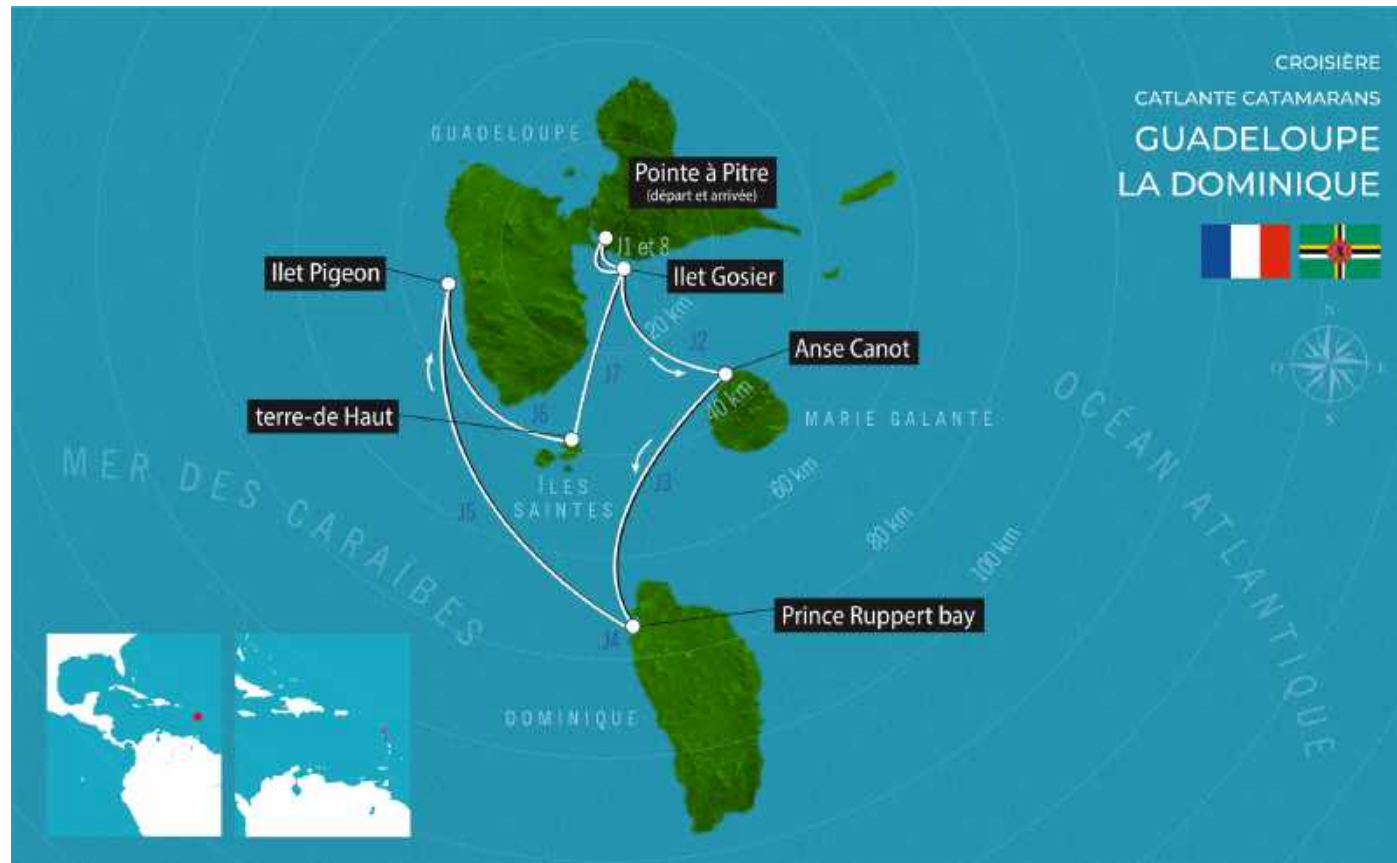 CROISIÈRE
CATLANTE CATAMARANS
GUADELOUPE
LA DOMINIQUE
GUADELOUPE
Pointe à Pitre
(départ et arrivée)
J1 et 8
Ilet Pigeon
Ilet Gosier
20 km
J2
Anse Canot
J7
40 km
terre-de Haut
J6
MARIE GALANTE
N
O
E
S
OCÉAN ATLANTIQUE
MER DES CARAÏBES
ILES
SAINTES
J3
60 km
J5
80 km
100 km
Prince Ruppert bay
J4
DOMINIQUE